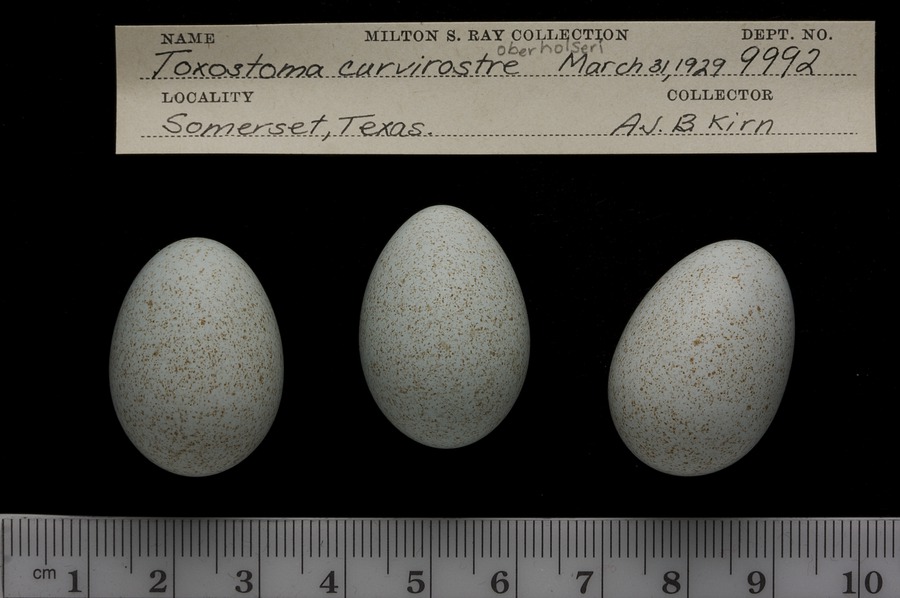 NAME MILTON S. RAY COLLECTION DEPT. NO.
oberholseri
Toxostoma curvirostre March 31, 1929 9992
LOCALITY COLLECTOR
Somerset, Texas. A.J. B Kirn
cm 1 2 3 4 5 6 7 8 9 10